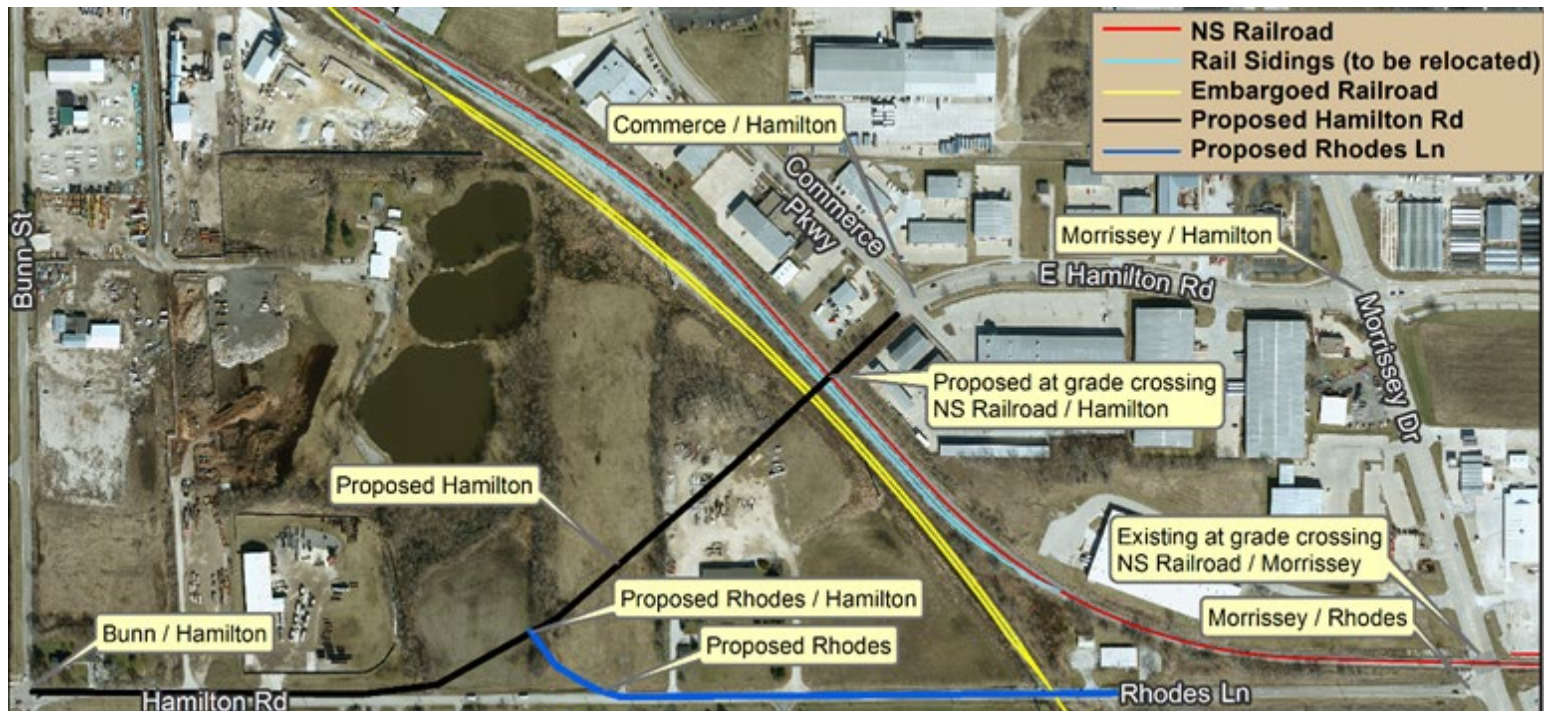 NS Railroad
Rail Sidings (to be relocated)
Embargoed Railroad
Proposed Hamilton Rd
Proposed Rhodes Ln
Commerce / Hamilton
Commerce
Pkwy
Morrissey / Hamilton
E Hamilton Rd
Bunn St
Morrissey Dr
Proposed at grade crossing
NS Railroad / Hamilton
Proposed Hamilton
Existing at grade crossing
NS Railroad / Morrissey
Proposed Rhodes / Hamilton
Morrissey / Rhodes
Bunn / Hamilton
Proposed Rhodes
Hamilton Rd
Rhodes Ln